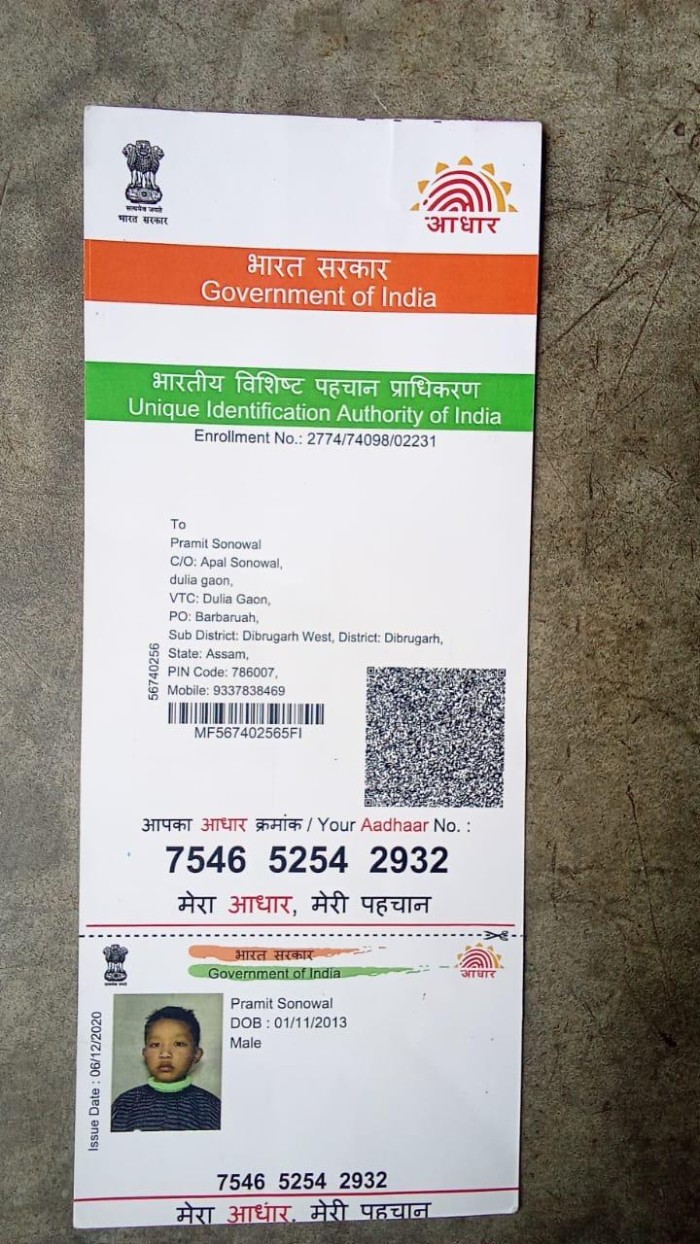 सत्यमेव जयते
भारत सरकार
आधार
भारत सरकार
Government of India
भारतीय विशिष्ट पहचान प्राधिकरण
Unique Identification Authority of India
Enrollment No.: 2774/74098/02231
To
Pramit Sonowal
C/O: Apal Sonowal,
dulia gaon,
VTC: Dulia Gaon,
PO: Barbaruah,
Sub District: Dibrugarh West, District: Dibrugarh,
State: Assam,
PIN Code: 786007,
Mobile: 9337838469
56740256
MF567402565FI
आपका आधार क्रमांक / Your Aadhaar No. :
7546 5254 2932
मेरा आधार, मेरी पहचान
भारत सरकार
Government of India
आधार
Issue Date : 06/12/2020
Pramit Sonowal
DOB : 01/11/2013
Male
7546 5254 2932
मेरा आधार, मेरी पहचान